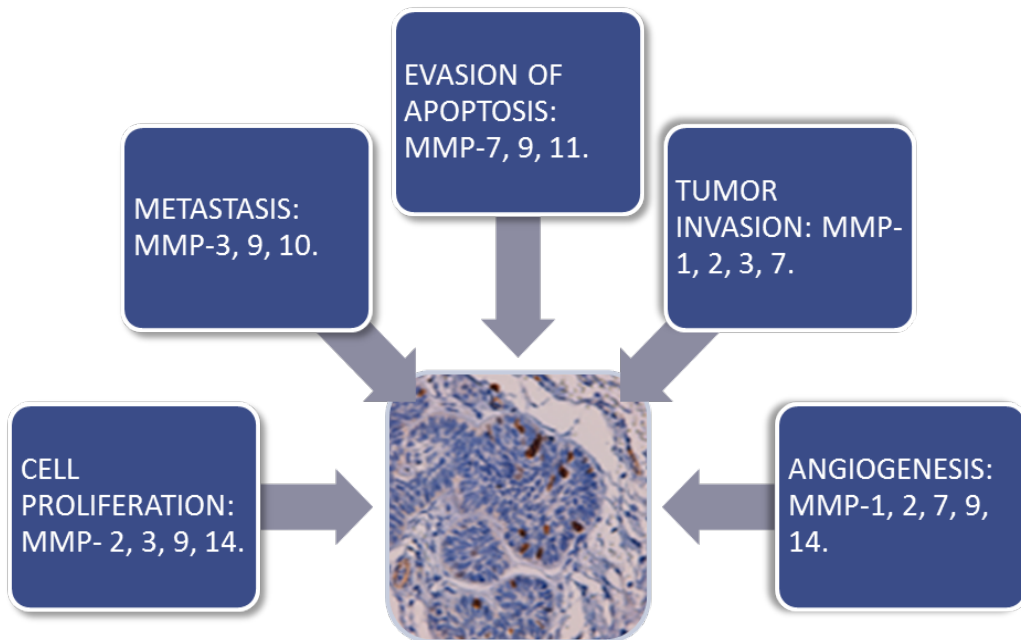 EVASION OF
APOPTOSIS:
MMP-7, 9, 11.
METASTASIS:
MMP-3, 9, 10.
TUMOR
INVASION: MMP-
1, 2, 3, 7.
CELL
PROLIFERATION:
MMP- 2, 3, 9, 14.
ANGIOGENESIS:
MMP-1, 2, 7, 9,
14.